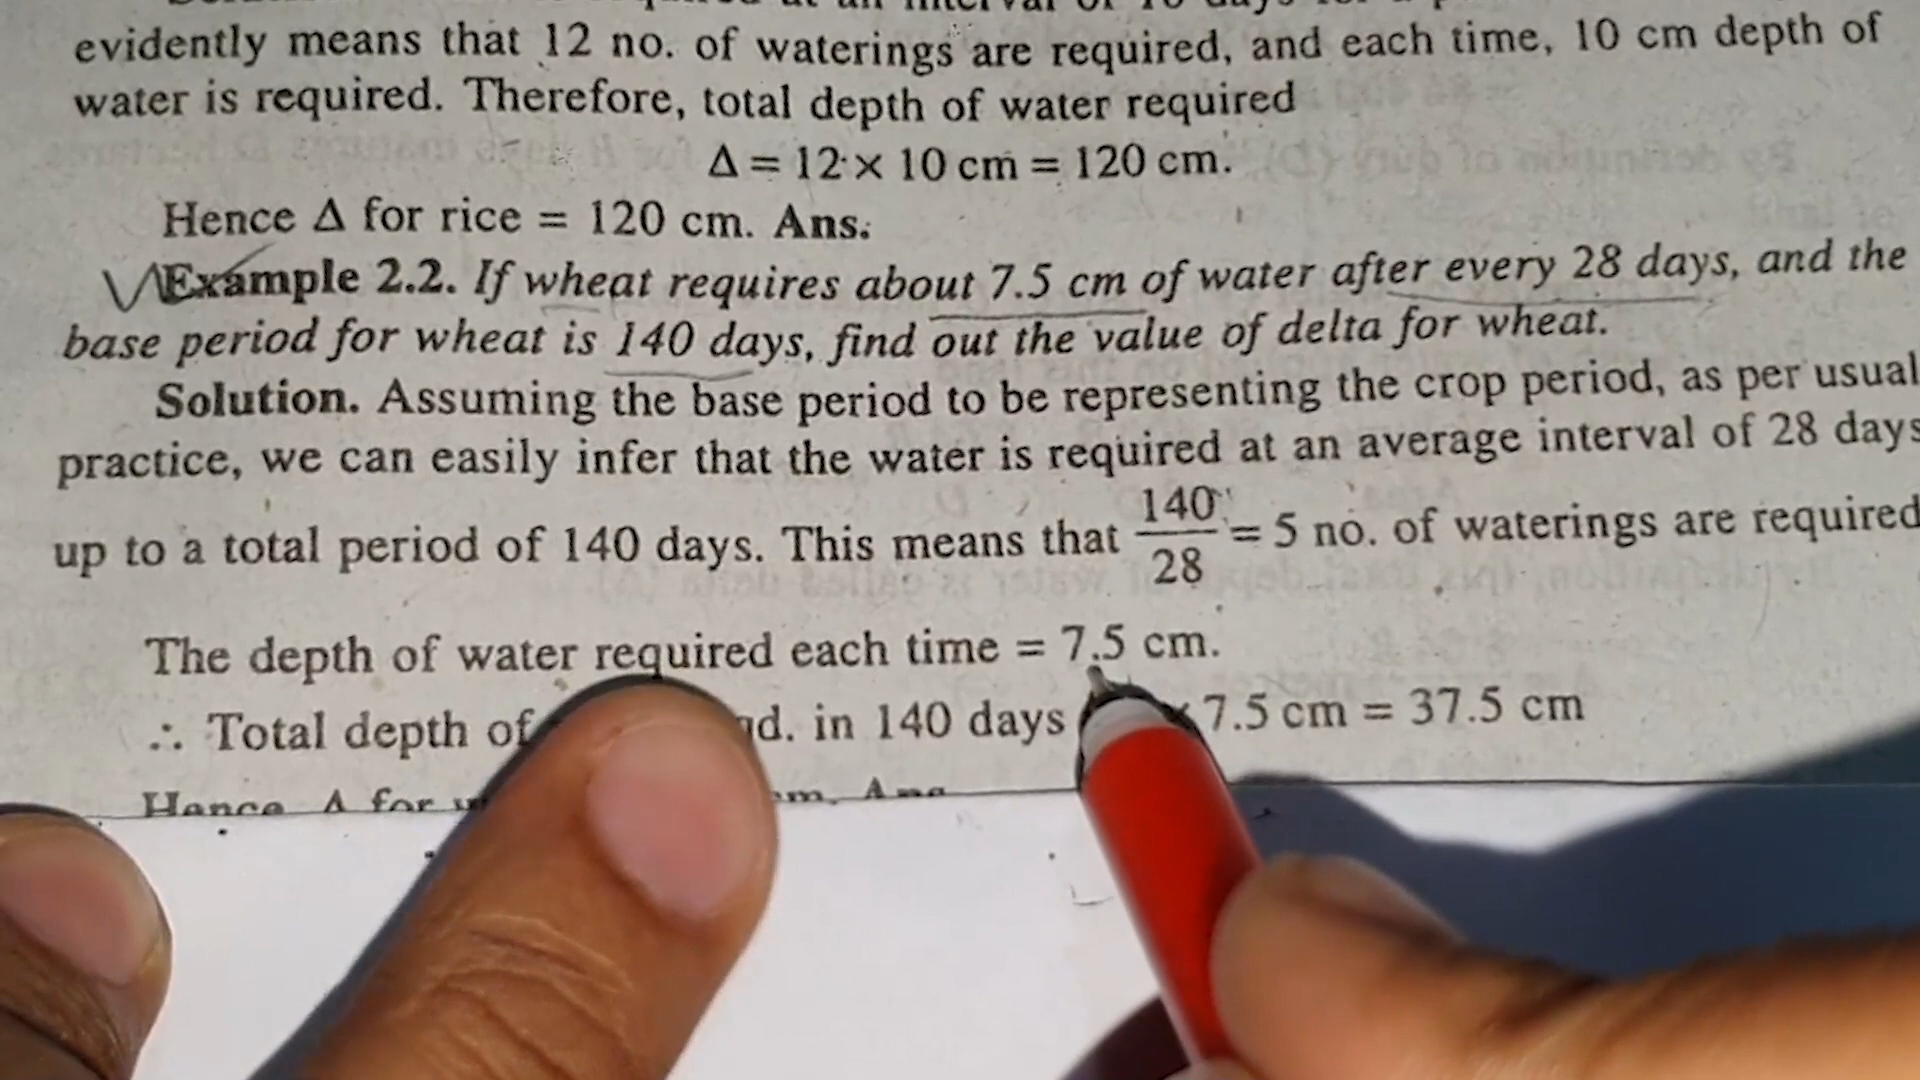 evidently means that 12 no. of waterings are required, and each time, 10 cm depth of
water is required. Therefore, total depth of water required
Δ = 12 × 10 cm = 120 cm.
Hence Δ for rice = 120 cm. Ans.
Example 2.2. If wheat requires about 7.5 cm of water after every 28 days, and the
base period for wheat is 140 days, find out the value of delta for wheat.
Solution. Assuming the base period to be representing the crop period, as per usual
practice, we can easily infer that the water is required at an average interval of 28 days
up to a total period of 140 days. This means that 140/28 = 5 no. of waterings are required
The depth of water required each time = 7.5 cm.
∴ Total depth of in 140 days 7.5 cm = 37.5 cm
Hence Δ for cm. Ans